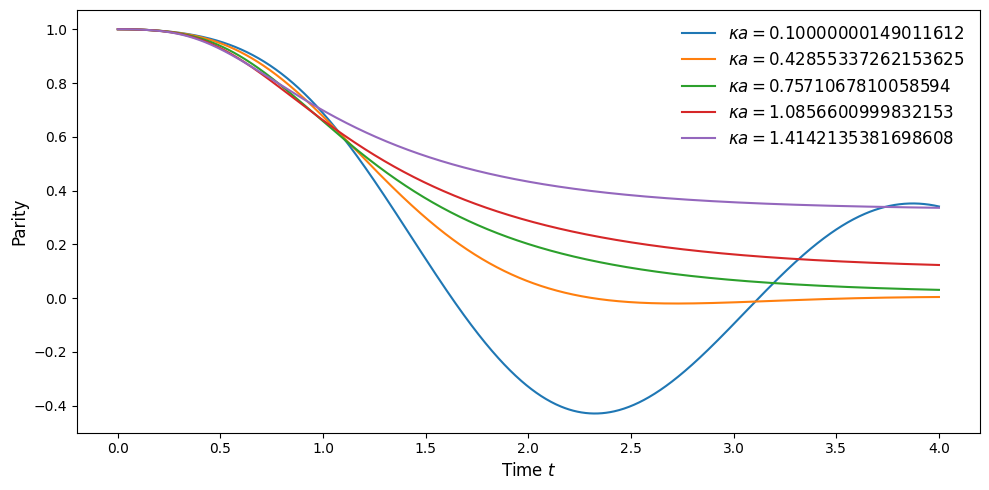 κa = 0.10000000149011612
κa = 0.42855337262153625
κa = 0.7571067810058594
κa = 1.0856600999832153
κa = 1.4142135381698608
1.0
0.8
0.6
0.4
0.2
0.0
−0.2
−0.4
Parity
0.0 0.5 1.0 1.5 2.0 2.5 3.0 3.5 4.0
Time t